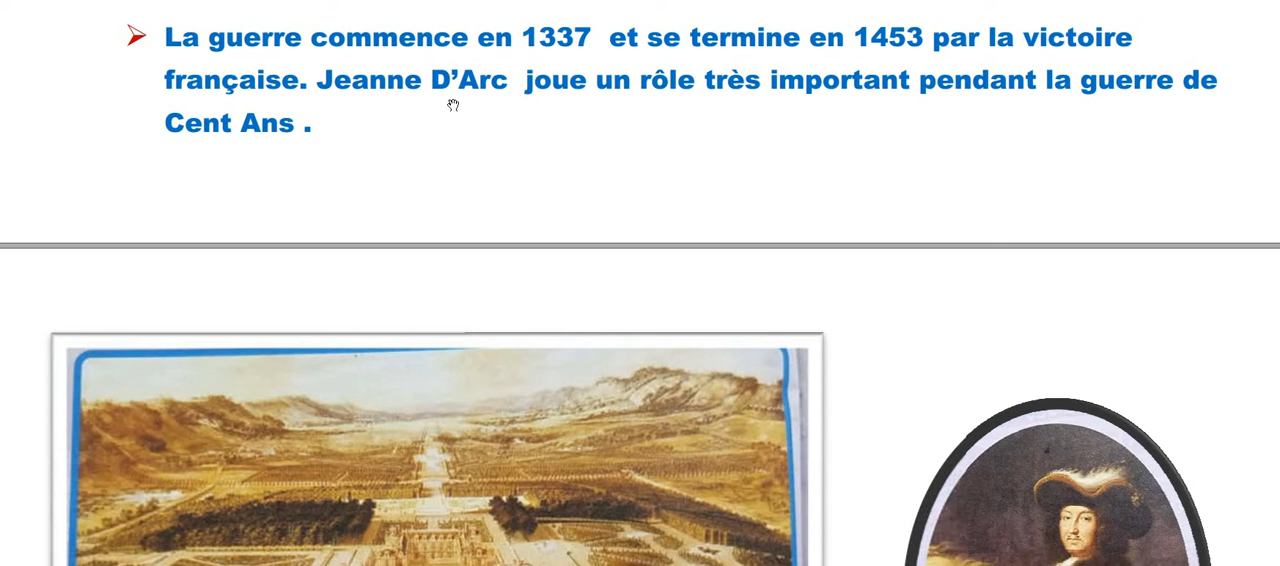 La guerre commence en 1337 et se termine en 1453 par la victoire
française. Jeanne D’Arc joue un rôle très important pendant la guerre de
Cent Ans .